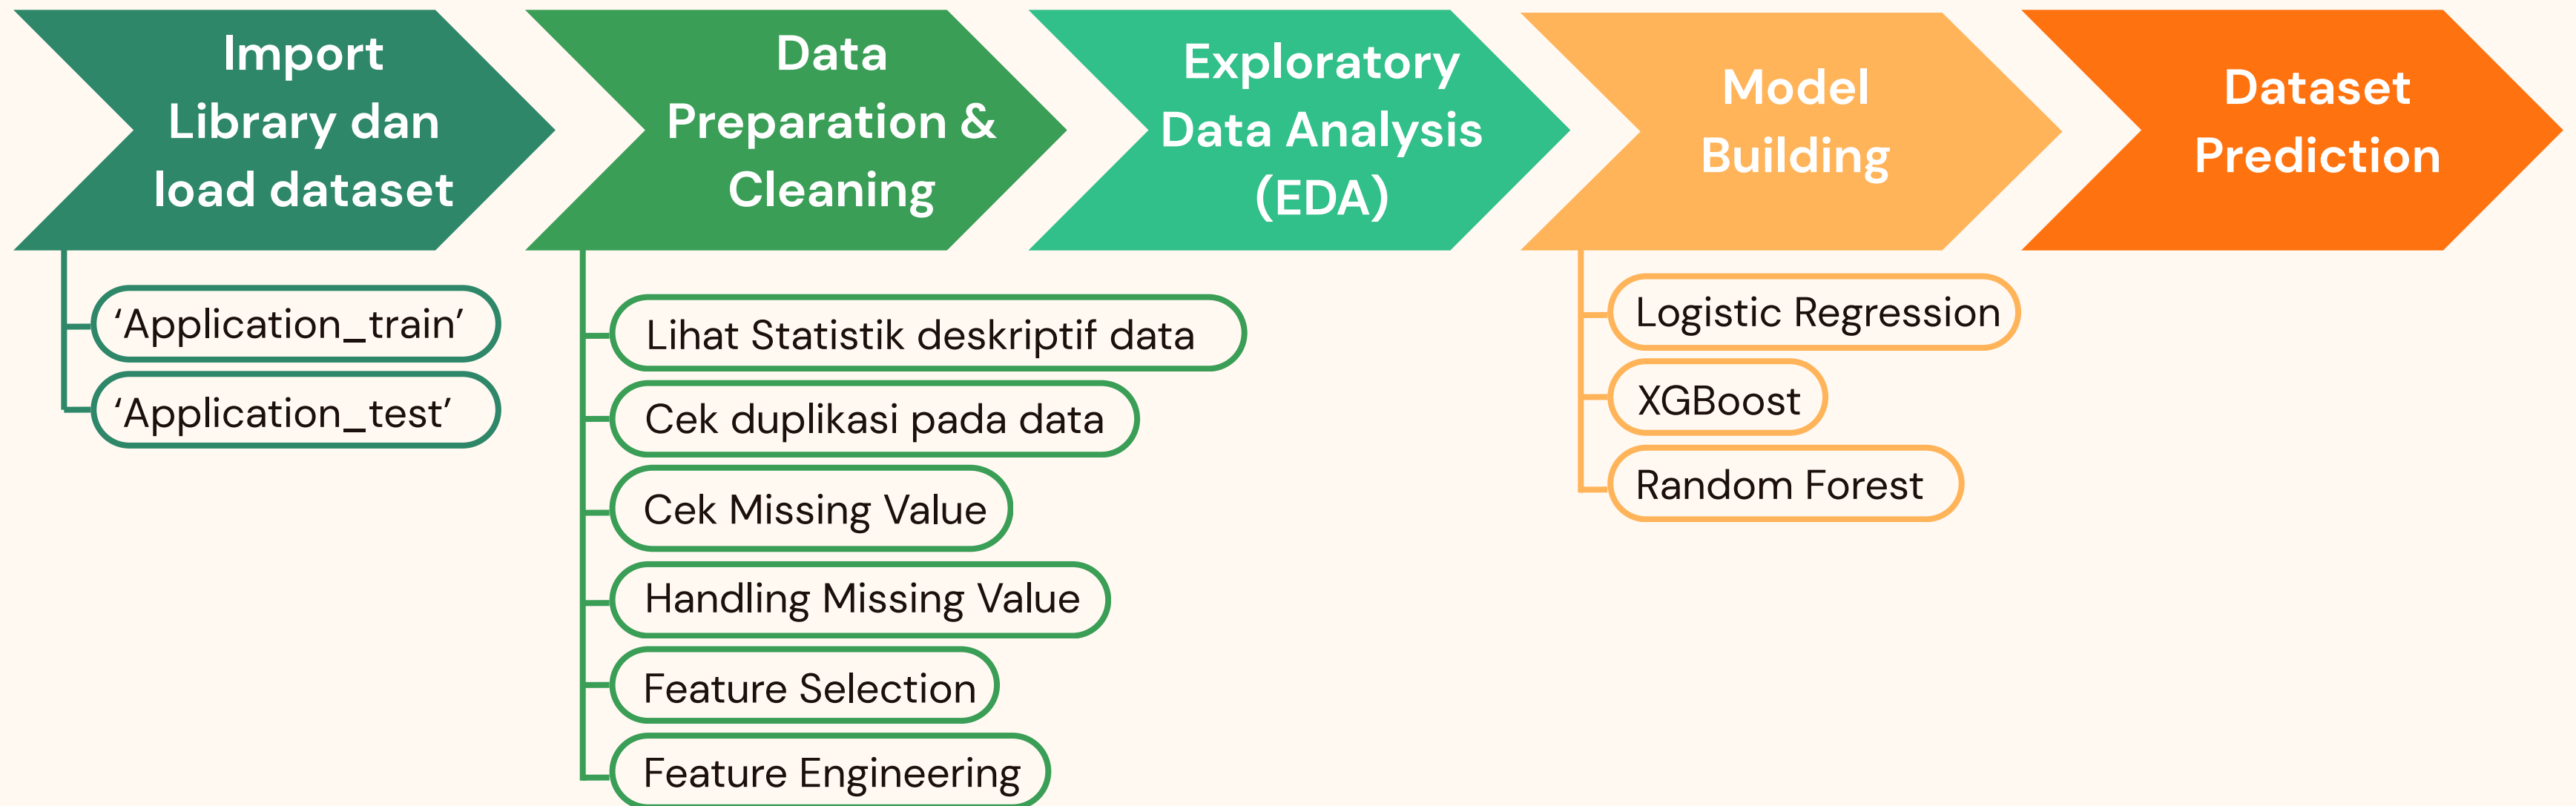 Import
Library dan
load dataset
Data
Preparation &
Cleaning
Exploratory
Data Analysis
(EDA)
Model
Building
Dataset
Prediction
‘Application_train’
‘Application_test’
Lihat Statistik deskriptif data
Cek duplikasi pada data
Cek Missing Value
Handling Missing Value
Feature Selection
Feature Engineering
Logistic Regression
XGBoost
Random Forest